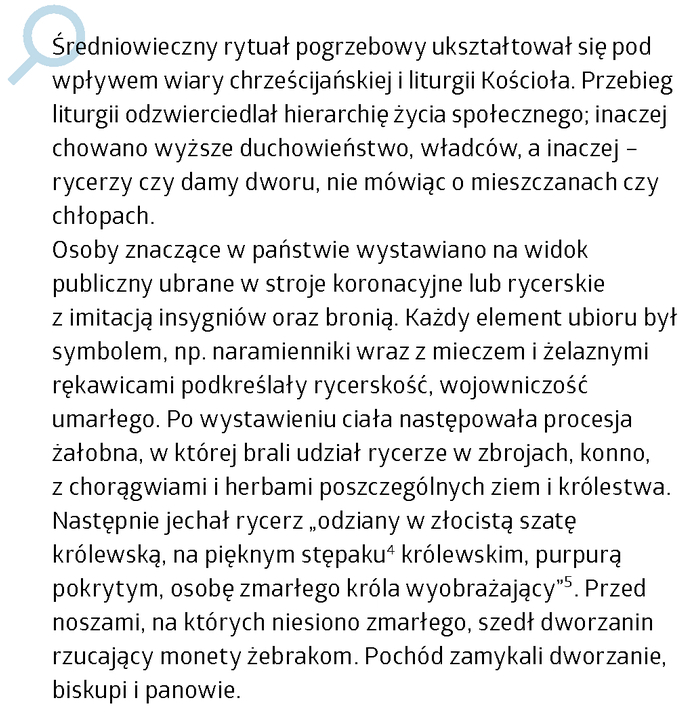 Średniowieczny rytuał pogrzebowy ukształtował się pod
wpływem wiary chrześcijańskiej i liturgii Kościoła. Przebieg
liturgii odzwierciedlał hierarchię życia społecznego; inaczej
chowano wyższe duchowieństwo, władców, a inaczej –
rycerzy czy damy dworu, nie mówiąc o mieszczanach czy
chłopach.
Osoby znaczące w państwie wystawiano na widok
publiczny ubrane w stroje koronacyjne lub rycerskie
z imitacją insygniów oraz bronią. Każdy element ubioru był
symbolem, np. naramienniki wraz z mieczem i żelaznymi
rękawicami podkreślały rycerskość, wojowniczość
umarłego. Po wystawieniu ciała następowała procesja
żałobna, w której brali udział rycerze w zbrojach, konno,
z chorągwiami i herbami poszczególnych ziem i królestwa.
Następnie jechał rycerz „odziany w złocistą szatę
królewską, na pięknym stępaku⁴ królewskim, purpurą
pokrytym, osobę zmarłego króla wyobrażający”⁵. Przed
noszami, na których niesiono zmarłego, szedł dworzanin
rzucający monety żebrakom. Pochód zamykali dworzanie,
biskupi i panowie.